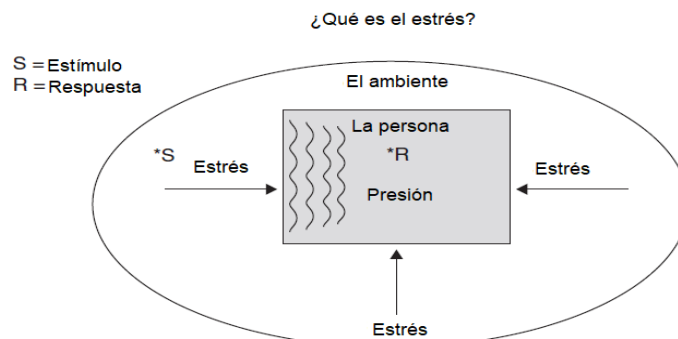 ¿Qué es el estrés?
S = Estímulo
R = Respuesta
El ambiente
La persona
*S
*R
Estrés
Estrés
Presión
Estrés